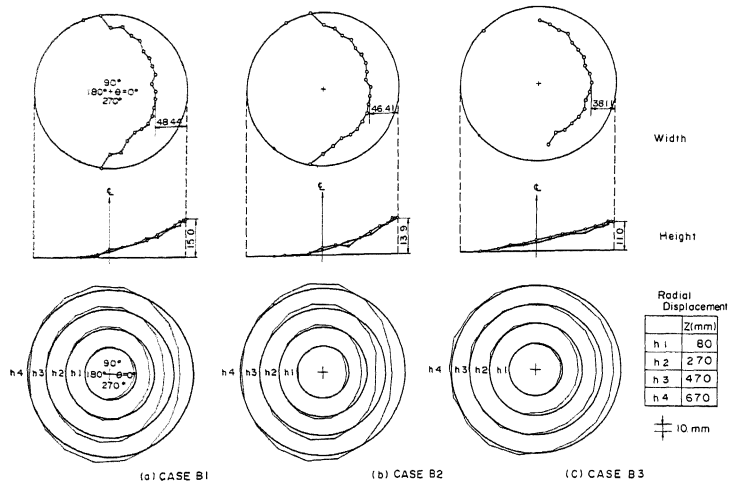 90°
180° + θ=0°
270°
48.44
46.41
38.11
Width
℄
℄
℄
15.0
13.9
11.0
Height
90°
180° θ=0°
270°
h4 h3 h2 h1
h4 h3 h2 h1
h4 h3 h2 h1
Radial
Displacement
Z(mm)
h1 80
h2 270
h3 470
h4 670
10. mm
(a) CASE B1
(b) CASE B2
(C) CASE B3